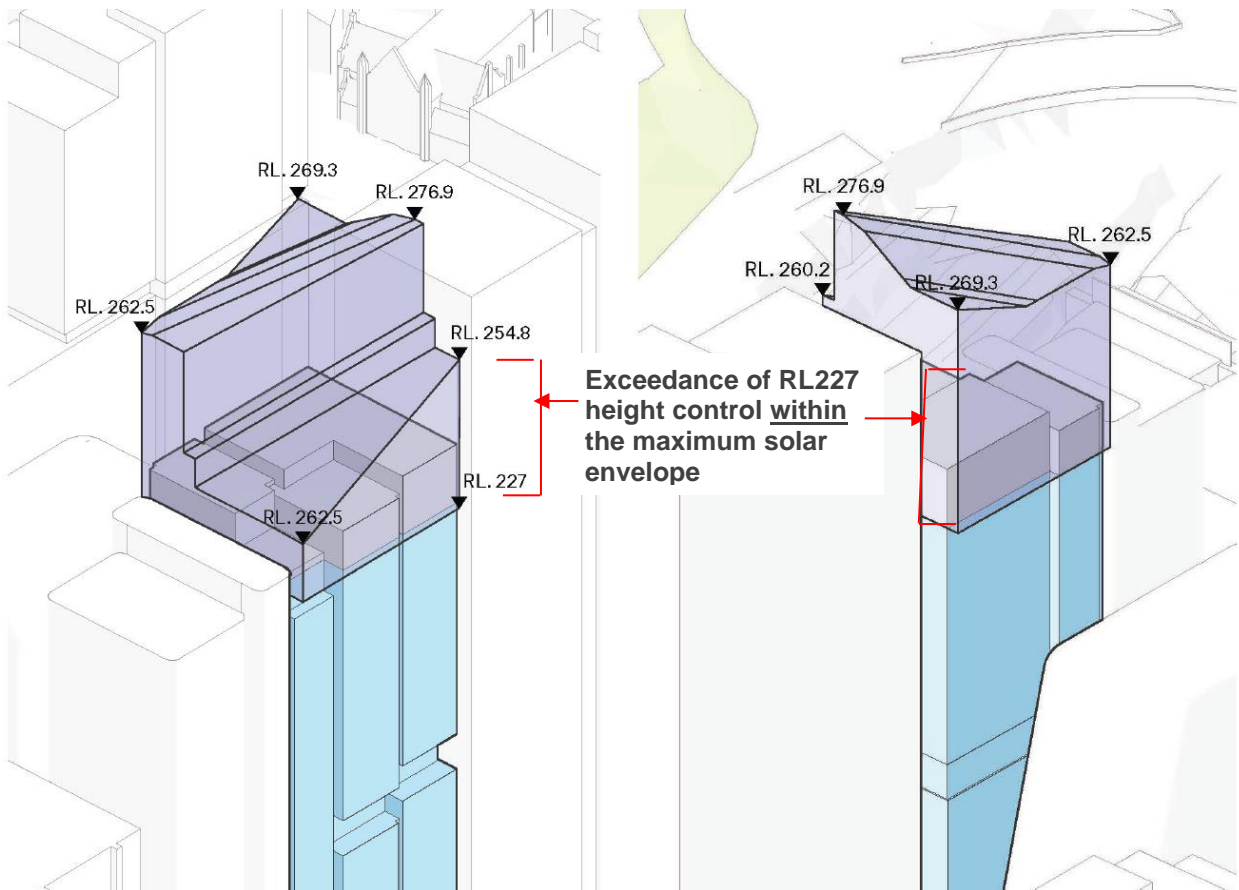 RL. 269.3
RL. 276.9
RL. 262.5
RL. 254.8
RL. 227
RL. 262.5
Exceedance of RL227
height control within
the maximum solar
envelope
RL. 276.9
RL. 262.5
RL. 260.2
RL. 269.3